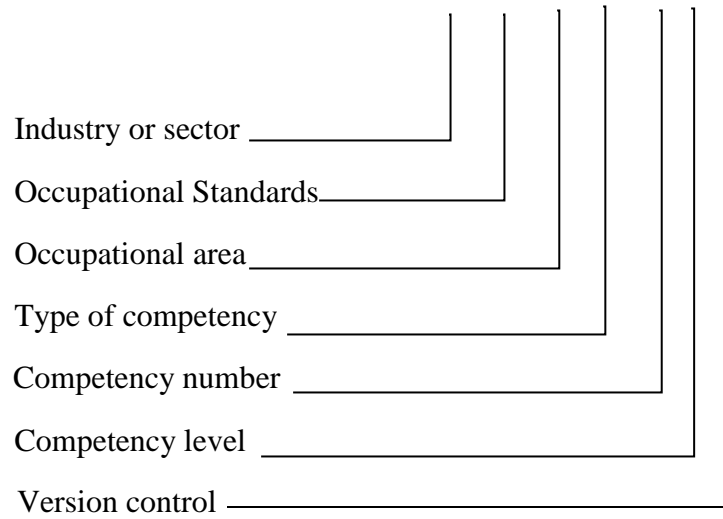 Industry or sector
Occupational Standards
Occupational area
Type of competency
Competency number
Competency level
Version control